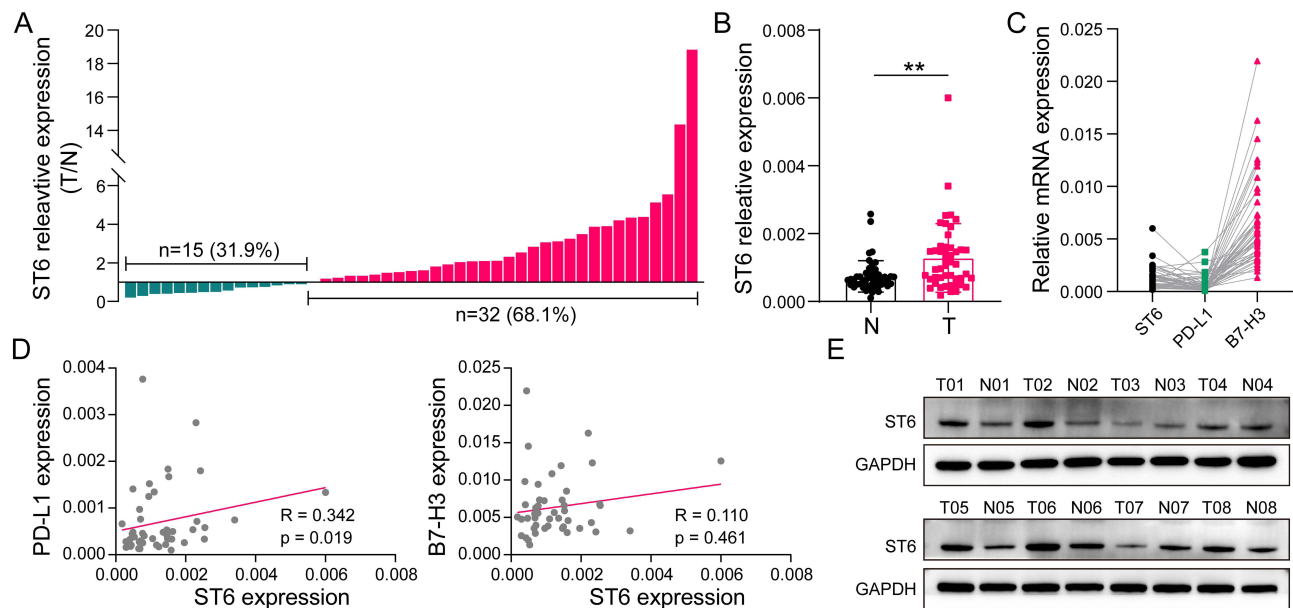 A
ST6 releavtive expression
(T/N)
20
18
16
14
6
4
2
0
n=15 (31.9%)
n=32 (68.1%)
B
ST6 releative expression
0.008
0.006
0.004
0.002
0.000
**
N
T
C
Relative mRNA expression
0.025
0.020
0.015
0.010
0.005
0.000
ST6
PD-L1
B7-H3
D
PD-L1 expression
0.004
0.003
0.002
0.001
0.000
R = 0.342
p = 0.019
0.000
0.002
0.004
0.006
0.008
ST6 expression
B7-H3 expression
0.025
0.020
0.015
0.010
0.005
0.000
R = 0.110
p = 0.461
0.000
0.002
0.004
0.006
0.008
ST6 expression
E
T01 N01 T02 N02 T03 N03 T04 N04
ST6
GAPDH
T05 N05 T06 N06 T07 N07 T08 N08
ST6
GAPDH